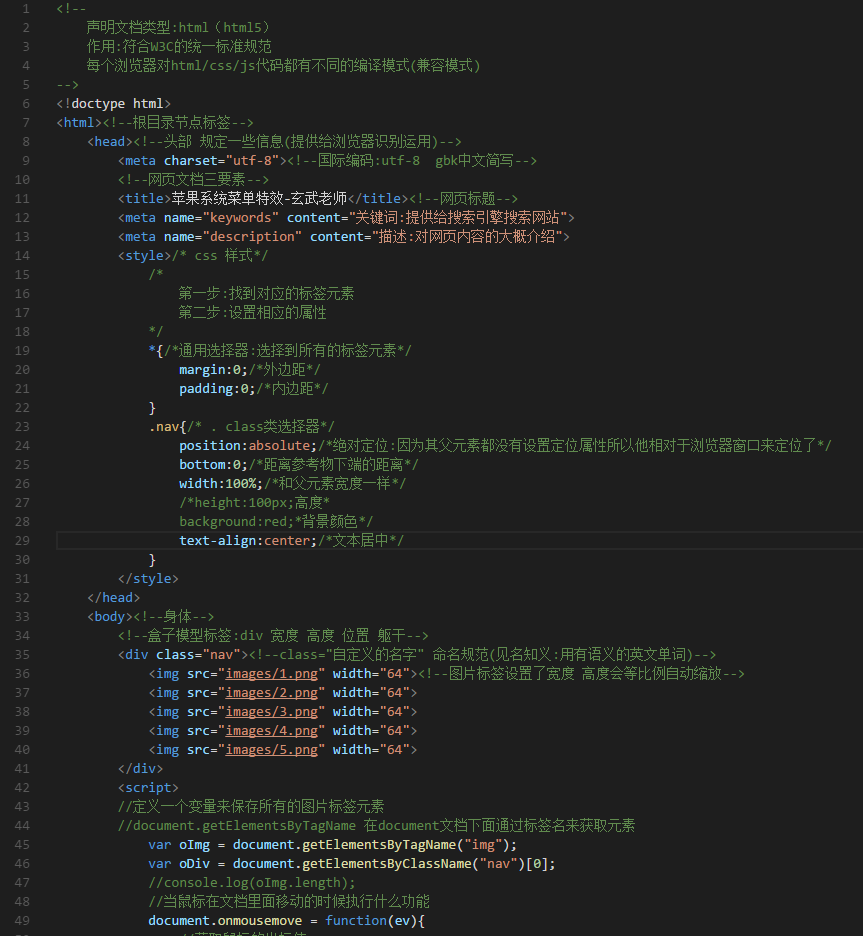 1 <!--
2 声明文档类型:html（html5）
3 作用:符合W3C的统一标准规范
4 每个浏览器对html/css/js代码都有不同的编译模式(兼容模式)
5 -->
6 <!doctype html>
7 <html><!--根目录节点标签-->
8 <head><!--头部 规定一些信息(提供给浏览器识别运用)-->
9 <meta charset="utf-8"><!--国际编码:utf-8  gbk中文简写-->
10 <!--网页文档三要素-->
11 <title>苹果系统菜单特效-玄武老师</title><!--网页标题-->
12 <meta name="keywords" content="关键词:提供给搜索引擎搜索网站">
13 <meta name="description" content="描述:对网页内容的大概介绍">
14 <style>/* css 样式*/
15 /*
16 第一步:找到对应的标签元素
17 第二步:设置相应的属性
18 */
19 *{/*通用选择器:选择到所有的标签元素*/
20 margin:0;/*外边距*/
21 padding:0;/*内边距*/
22 }
23 .nav{/* . class类选择器*/
24 position:absolute;/*绝对定位:因为其父元素都没有设置定位属性所以他相对于浏览器窗口来定位了*/
25 bottom:0;/*距离参考物下端的距离*/
26 width:100%;/*和父元素宽度一样*/
27 /*height:100px;高度*
28 background:red;*背景颜色*/
29 text-align:center;/*文本居中*/
30 }
31 </style>
32 </head>
33 <body><!--身体-->
34 <!--盒子模型标签:div 宽度 高度 位置 躯干-->
35 <div class="nav"><!--class="自定义的名字" 命名规范(见名知义:用有语义的英文单词)-->
36 <img src="images/1.png" width="64"><!--图片标签设置了宽度 高度会等比例自动缩放-->
37 <img src="images/2.png" width="64">
38 <img src="images/3.png" width="64">
39 <img src="images/4.png" width="64">
40 <img src="images/5.png" width="64">
41 </div>
42 <script>
43 //定义一个变量来保存所有的图片标签元素
44 //document.getElementsByTagName 在document文档下面通过标签名来获取元素
45 var oImg = document.getElementsByTagName("img");
46 var oDiv = document.getElementsByClassName("nav")[0];
47 //console.log(oImg.length);
48 //当鼠标在文档里面移动的时候执行什么功能
49 document.onmousemove = function(ev){